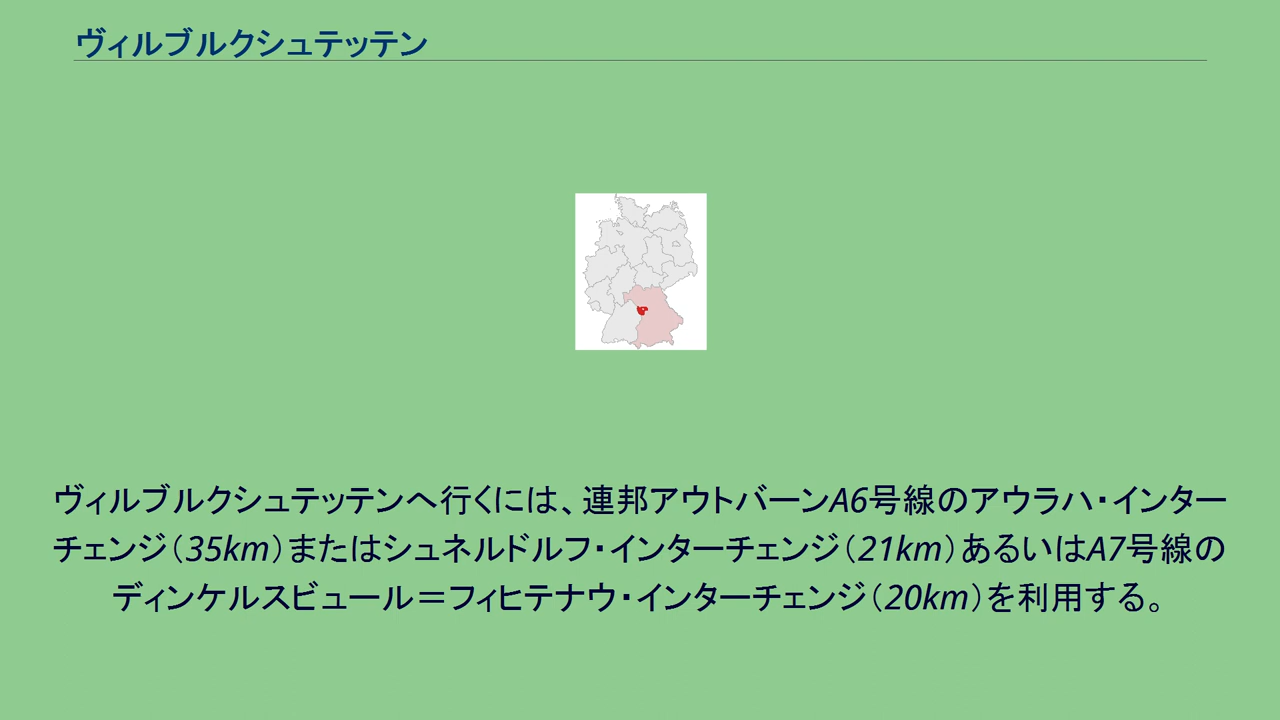 ヴィルブルクシュテッテン
ヴィルブルクシュテッテンへ行くには、連邦アウトバーンA6号線のアウラハ・インター
チェンジ（35km）またはシュネルドルフ・インターチェンジ（21km）あるいはA7号線の
ディンケルスビュール＝フィヒテナウ・インターチェンジ（20km）を利用する。